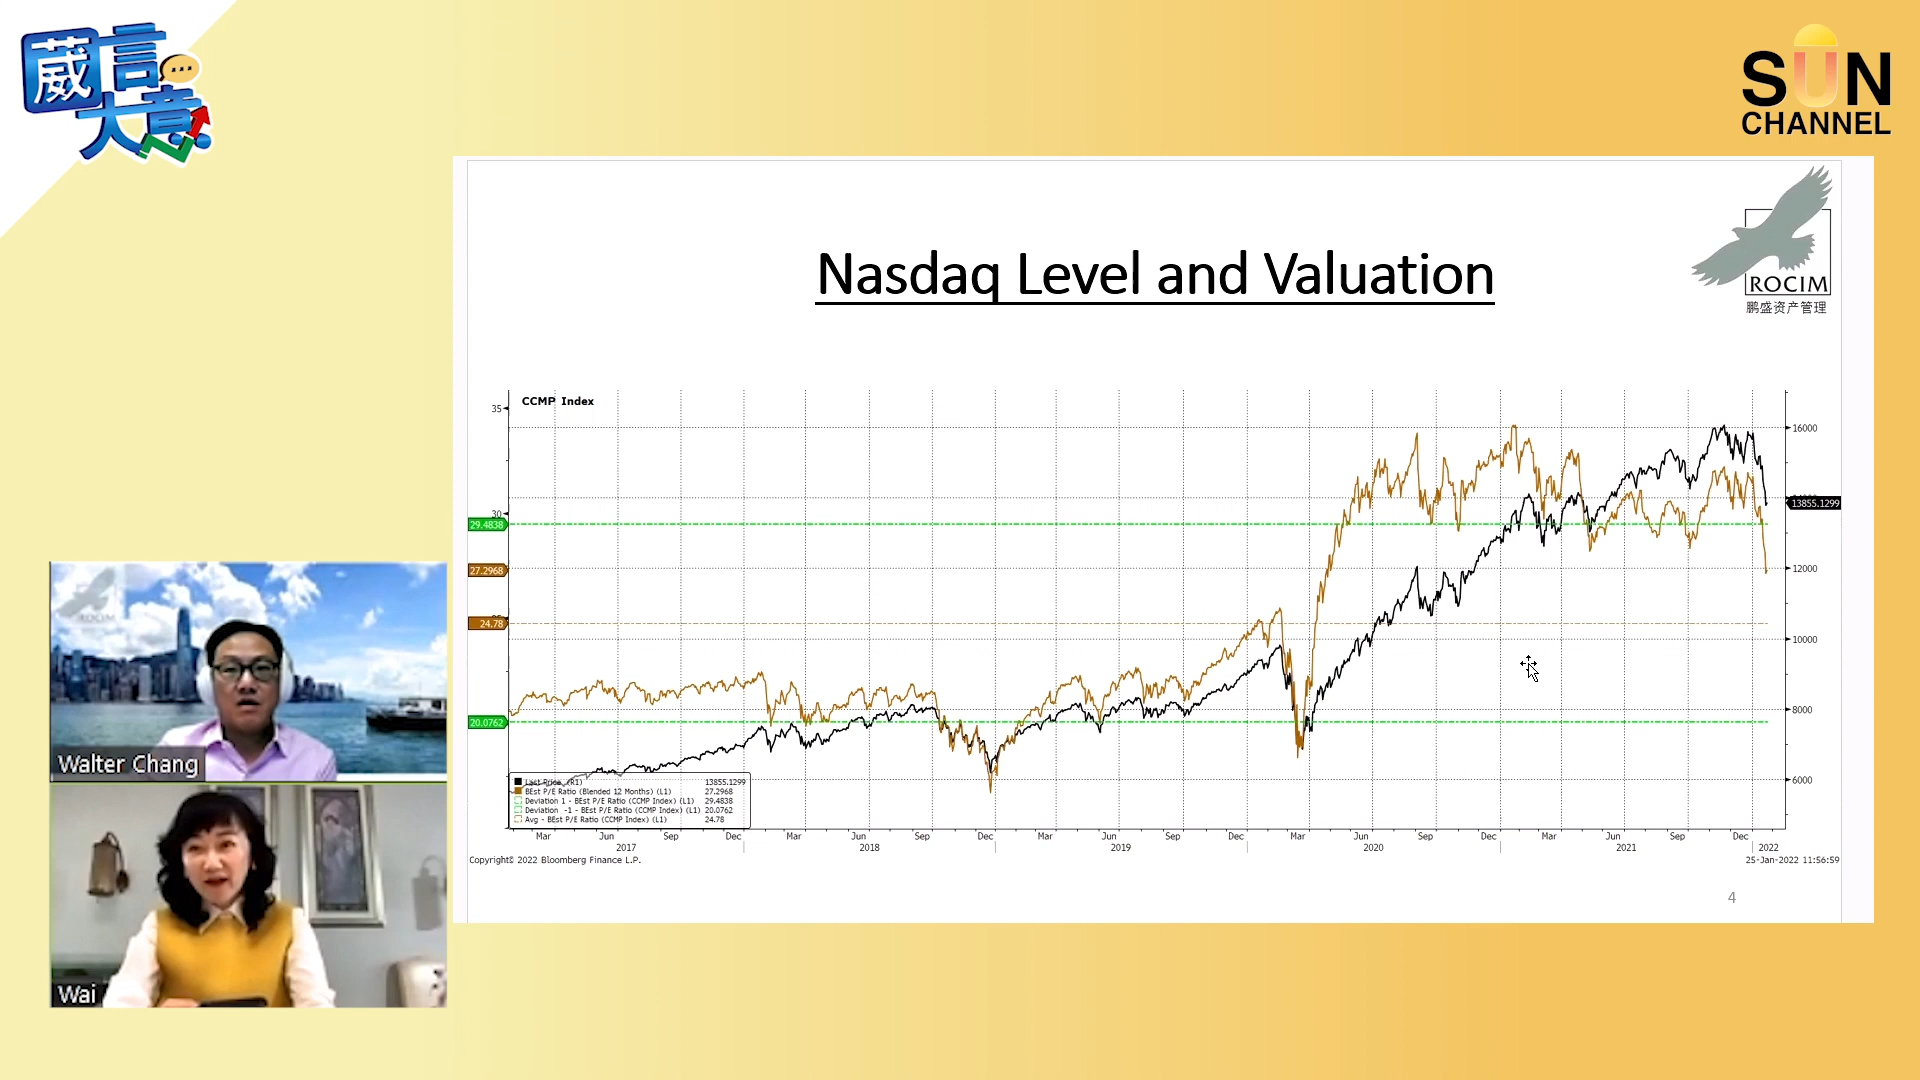 葳言
大意
SUN
CHANNEL
Nasdaq Level and Valuation
ROCIM
鹏盛资产管理
CCMP Index
35
30
29.4838
27.2968
24.78
20.0762
16000
13855.1299
12000
10000
8000
6000
Last Price (R1) 13855.1299
BEst P/E Ratio (Blended 12 Months) (L1) 27.2968
Deviation 1 - BEst P/E Ratio (CCMP Index) (L1) 29.4838
Deviation -1 - BEst P/E Ratio (CCMP Index) (L1) 20.0762
Avg - BEst P/E Ratio (CCMP Index) (L1) 24.78
Mar Jun Sep Dec Mar Jun Sep Dec Mar Jun Sep Dec Mar Jun Sep Dec Mar Jun Sep Dec
2017 2018 2019 2020 2021 2022
Copyright© 2022 Bloomberg Finance L.P.
25-Jan-2022 11:56:59
4
ROCIM
Walter Chang
Wai